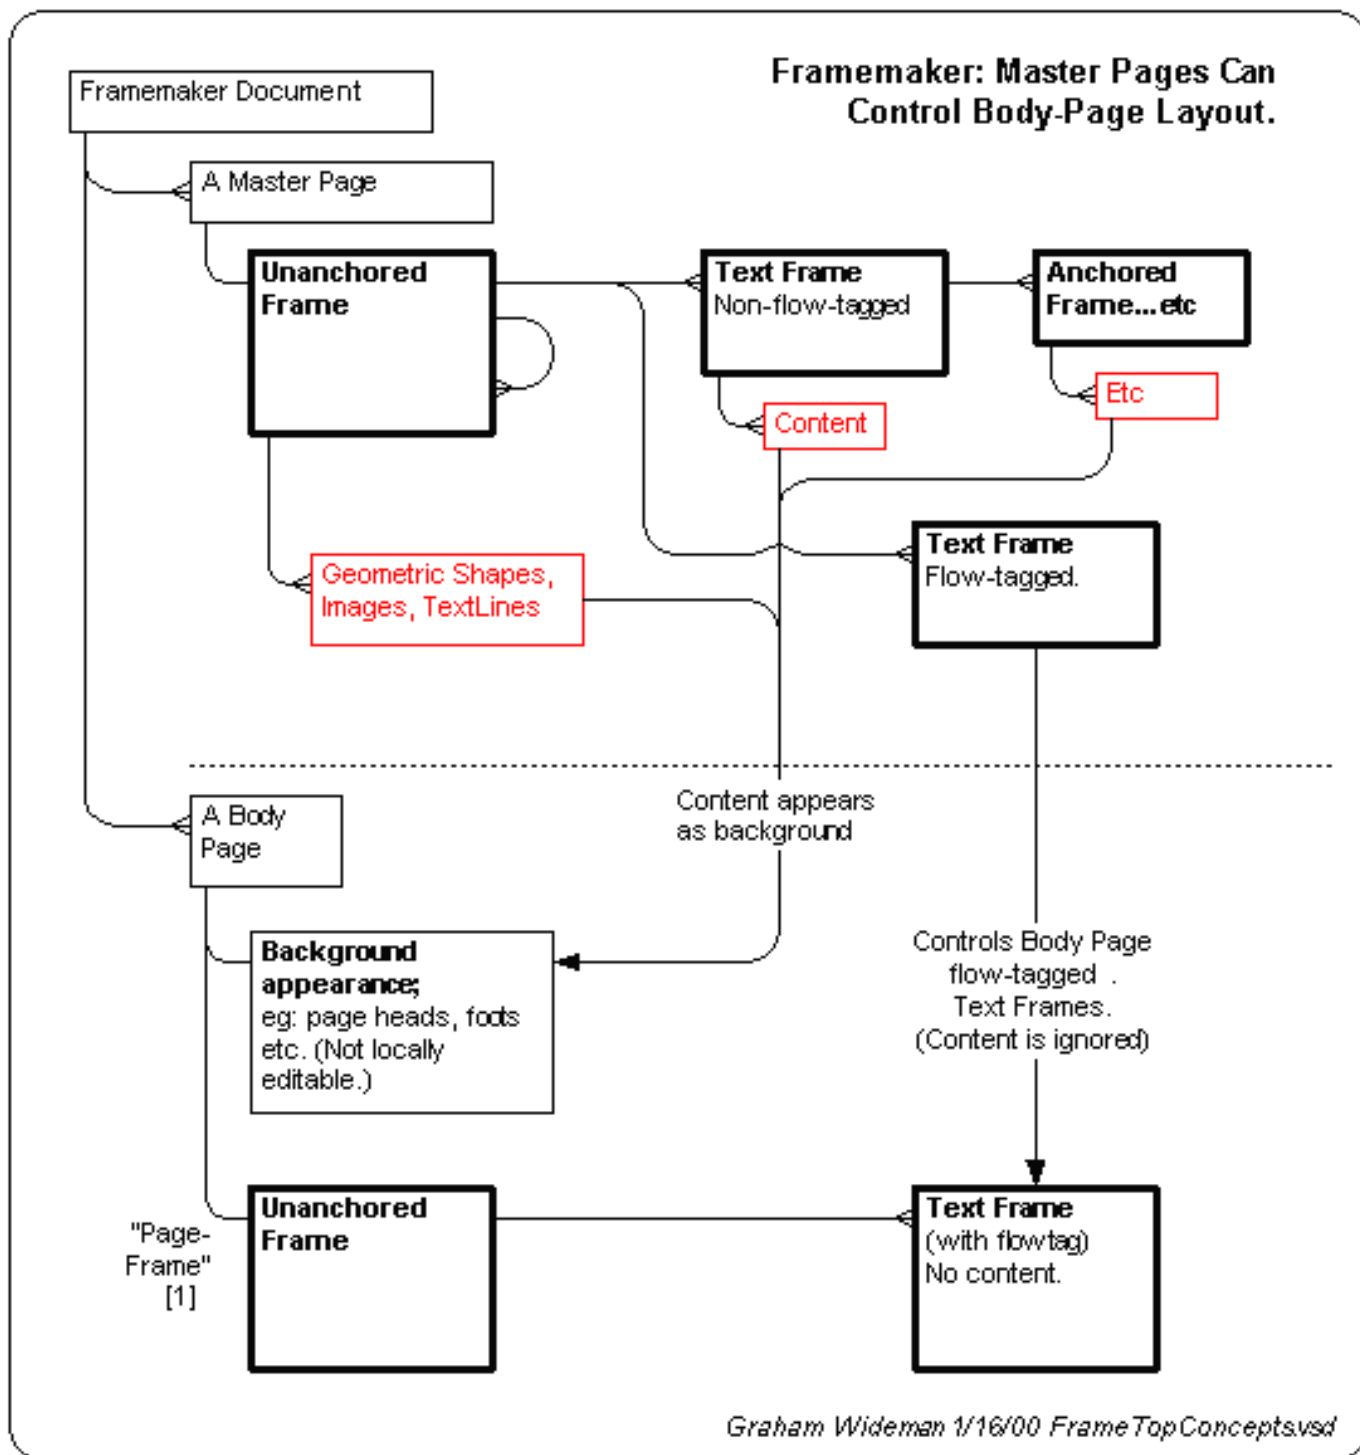 Framemaker: Master Pages Can
Control Body-Page Layout.
Framemaker Document
A Master Page
Unanchored
Frame
Text Frame
Non-flow-tagged
Anchored
Frame...etc
Content
Etc
Geometric Shapes,
Images, TextLines
Text Frame
Flow-tagged.
A Body
Page
Content appears
as background
Background
appearance;
eg: page heads, foots
etc. (Not locally
editable.)
Controls Body Page
flow-tagged .
Text Frames.
(Content is ignored)
"Page-
Frame"
[1]
Unanchored
Frame
Text Frame
(with flowtag)
No content.
Graham Wideman 1/16/00 FrameTopConcepts.vsd